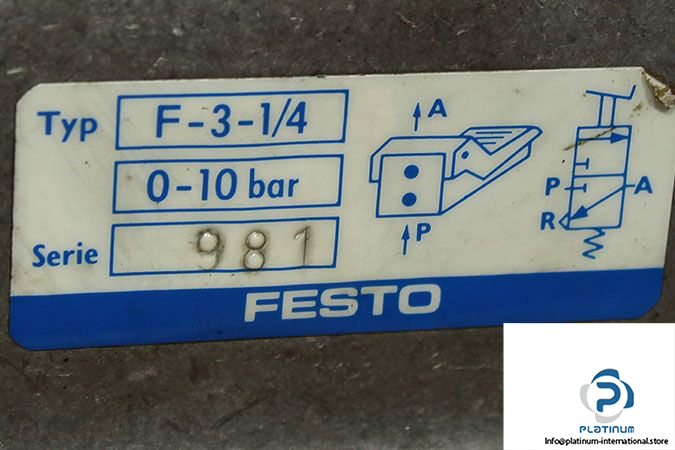 Typ F-3-1/4
0-10 bar
Serie 981
A
P
P A
R
FESTO
PLATINUM
Info@platinum-international.store